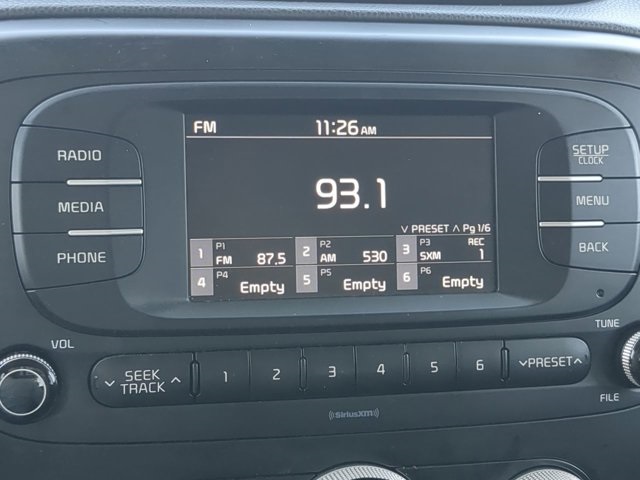 FM 11:26 AM
RADIO
SETUP
CLOCK
93.1
MEDIA
MENU
∨ PRESET ∧ Pg 1/6
PHONE
BACK
1 P1 FM 87.5 2 P2 AM 530 3 P3 REC SXM 1
4 P4 Empty 5 P5 Empty 6 P6 Empty
VOL
TUNE
∨ SEEK TRACK ∧ 1 2 3 4 5 6 ∨ PRESET ∧
FILE
((SiriusXM))